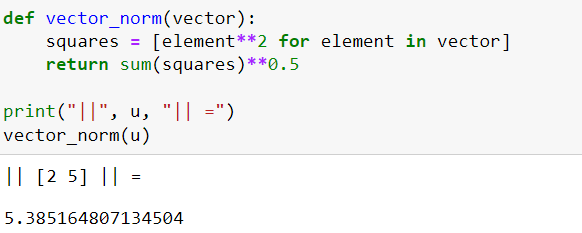 def vector_norm(vector):
    squares = [element**2 for element in vector]
    return sum(squares)**0.5
print("||", u, "|| =")
vector_norm(u)
|| [2 5] || =
5.385164807134504